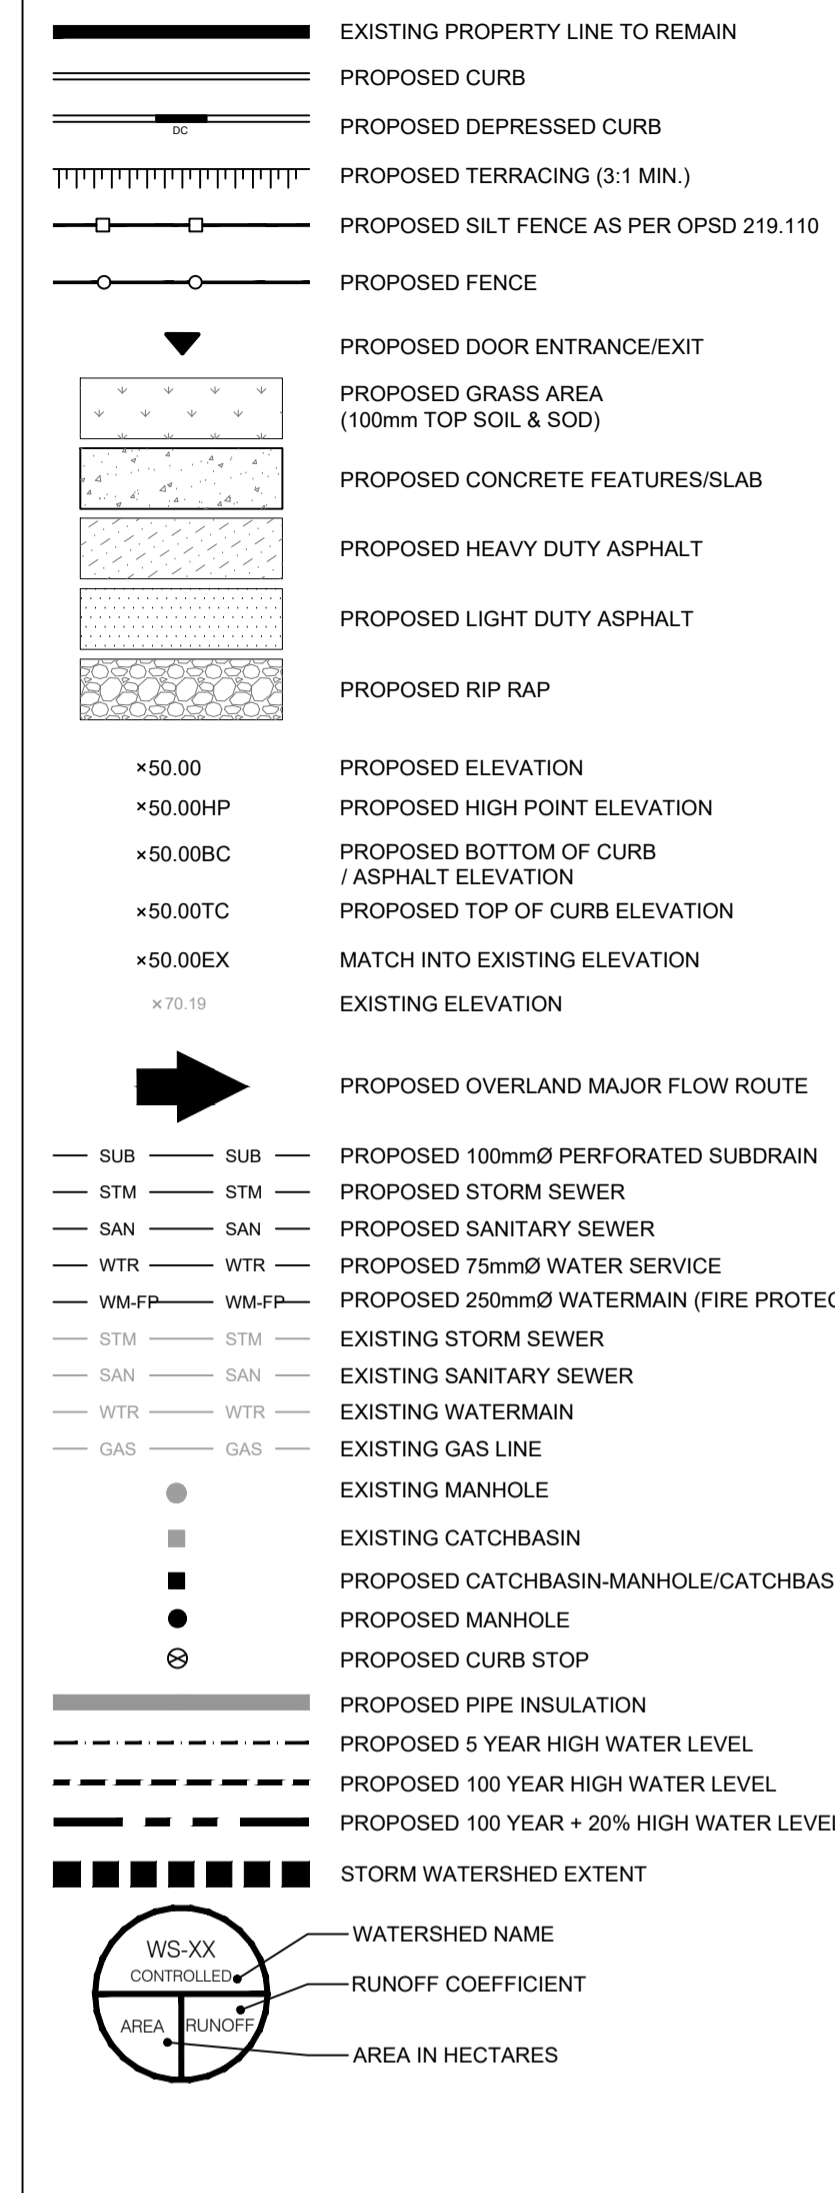 EXISTING PROPERTY LINE TO REMAIN
PROPOSED CURB
DC
PROPOSED DEPRESSED CURB
PROPOSED TERRACING (3:1 MIN.)
PROPOSED SILT FENCE AS PER OPSD 219.110
PROPOSED FENCE
PROPOSED DOOR ENTRANCE/EXIT
PROPOSED GRASS AREA
(100mm TOP SOIL & SOD)
PROPOSED CONCRETE FEATURES/SLAB
PROPOSED HEAVY DUTY ASPHALT
PROPOSED LIGHT DUTY ASPHALT
PROPOSED RIP RAP
×50.00 PROPOSED ELEVATION
×50.00HP PROPOSED HIGH POINT ELEVATION
×50.00BC PROPOSED BOTTOM OF CURB
/ ASPHALT ELEVATION
×50.00TC PROPOSED TOP OF CURB ELEVATION
×50.00EX MATCH INTO EXISTING ELEVATION
×70.19 EXISTING ELEVATION
PROPOSED OVERLAND MAJOR FLOW ROUTE
SUB SUB PROPOSED 100mmØ PERFORATED SUBDRAIN
STM STM PROPOSED STORM SEWER
SAN SAN PROPOSED SANITARY SEWER
WTR WTR PROPOSED 75mmØ WATER SERVICE
WM-FP WM-FP PROPOSED 250mmØ WATERMAIN (FIRE PROTEC
STM STM EXISTING STORM SEWER
SAN SAN EXISTING SANITARY SEWER
WTR WTR EXISTING WATERMAIN
GAS GAS EXISTING GAS LINE
EXISTING MANHOLE
EXISTING CATCHBASIN
PROPOSED CATCHBASIN-MANHOLE/CATCHBAS
PROPOSED MANHOLE
PROPOSED CURB STOP
PROPOSED PIPE INSULATION
PROPOSED 5 YEAR HIGH WATER LEVEL
PROPOSED 100 YEAR HIGH WATER LEVEL
PROPOSED 100 YEAR + 20% HIGH WATER LEVEL
STORM WATERSHED EXTENT
WS-XX
CONTROLLED
AREA RUNOFF
WATERSHED NAME
RUNOFF COEFFICIENT
AREA IN HECTARES